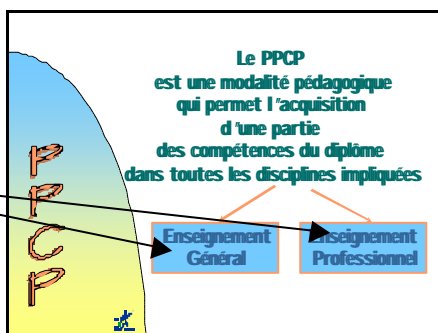 Le PPCP
est une modalité pédagogique
qui permet l’acquisition
d’une partie
des compétences du diplôme
dans toutes les disciplines impliquées
P
P
C
P
Enseignement
Général
Enseignement
Professionnel